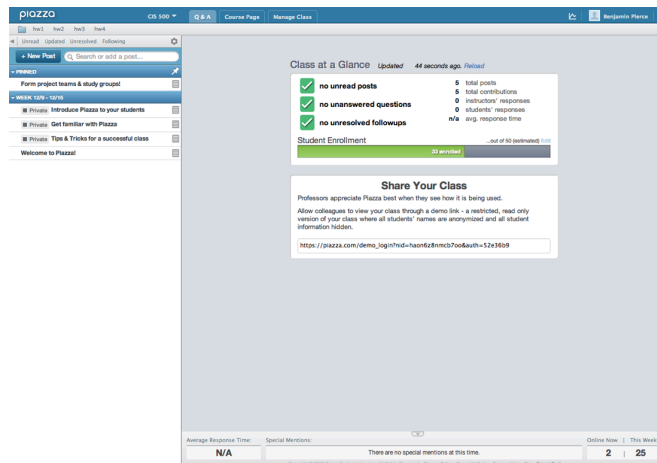 piazza
CIS 500
Q & A
Course Page
Manage Class
Benjamin Pierce
hw1 hw2 hw3 hw4
Unread Updated Unresolved Following
+ New Post
Search or add a post...
PINNED
Form project teams & study groups!
WEEK 12/9 - 12/15
Private Introduce Piazza to your students
Private Get familiar with Piazza
Private Tips & Tricks for a successful class
Welcome to Piazza!
Class at a Glance Updated 44 seconds ago. Reload
no unread posts
no unanswered questions
no unresolved followups
5 total posts
5 total contributions
0 instructors' responses
0 students' responses
n/a avg. response time
Student Enrollment
...out of 50 (estimated) Edit
33 enrolled
Share Your Class
Professors appreciate Piazza best when they see how it is being used.
Allow colleagues to view your class through a demo link - a restricted, read only
version of your class where all students' names are anonymized and all student
information hidden.
https://piazza.com/demo_login?nid=haon6z8nmcb7oo&auth=52e36b9
Average Response Time:
Special Mentions:
Online Now | This Week
N/A
There are no special mentions at this time.
2 | 25